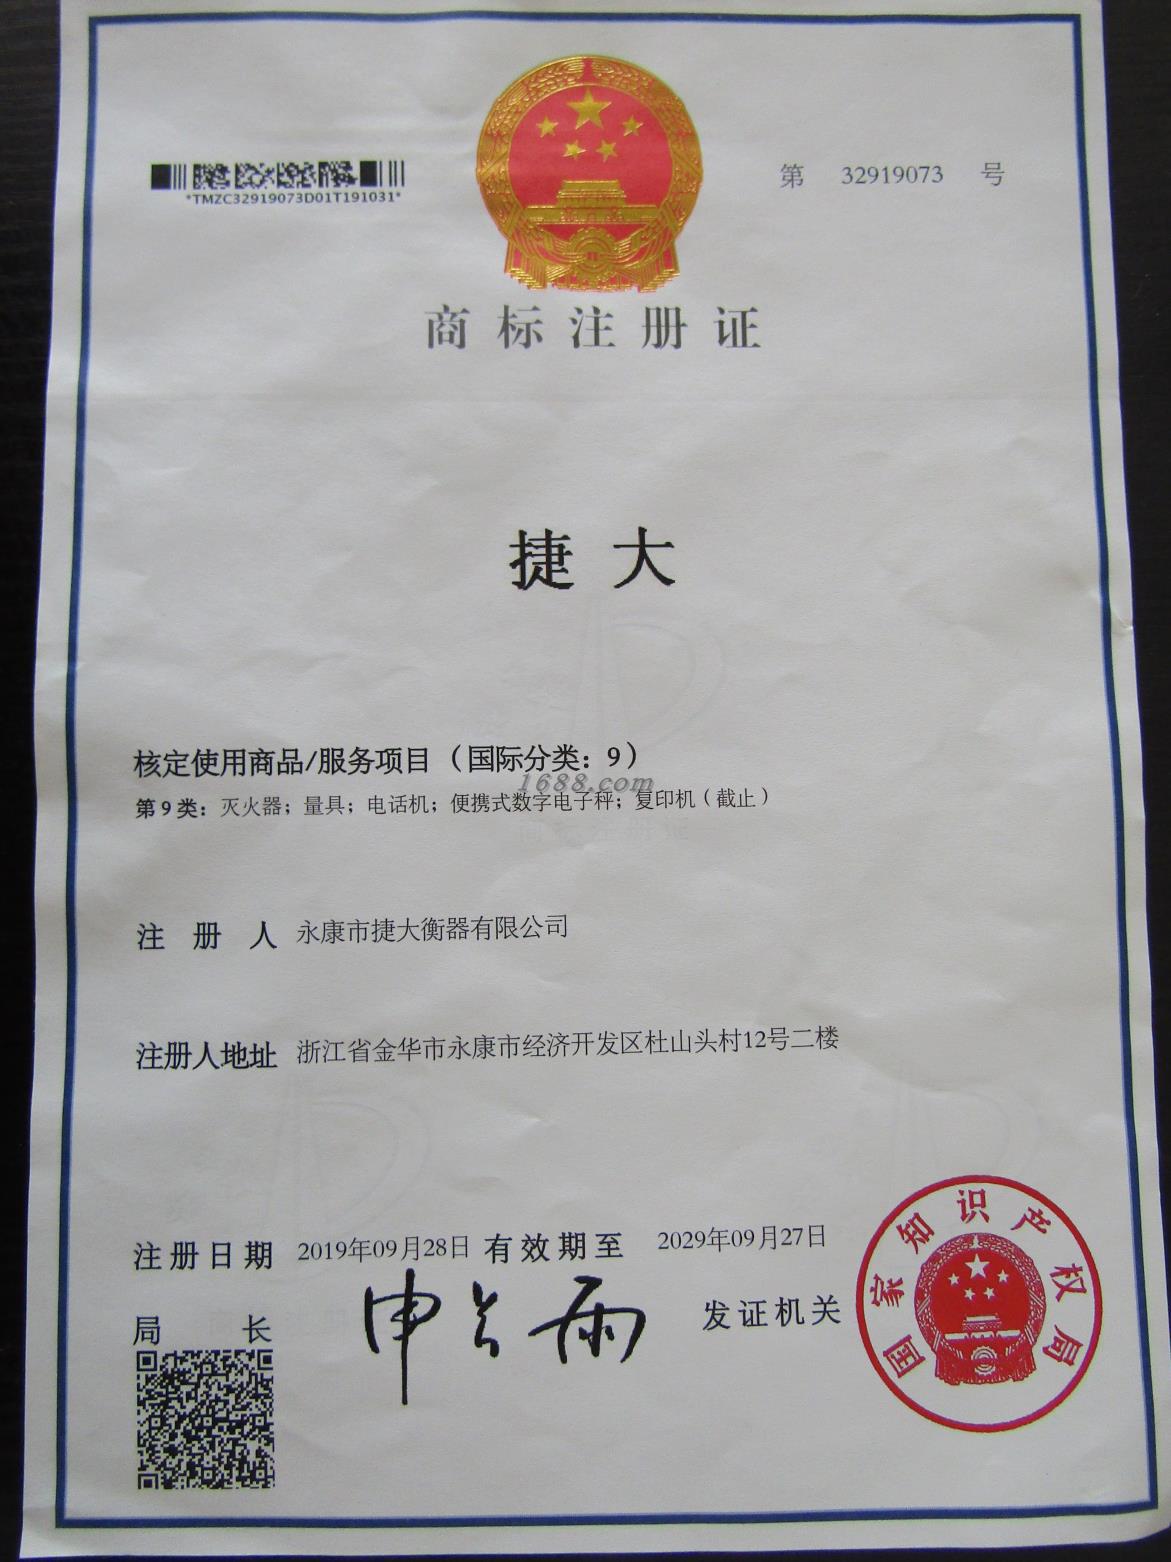 *TMZC32919073D01T191031*
第 32919073 号
商标注册证
捷大
核定使用商品/服务项目（国际分类：9）
1688.com
第9类：灭火器；量具；电话机；便携式数字电子秤；复印机（截止）
注册人 永康市捷大衡器有限公司
注册人地址 浙江省金华市永康市经济开发区杜山头村12号二楼
注册日期 2019年09月28日 有效期至 2029年09月27日
局长 申长雨 发证机关
国家知识产权局